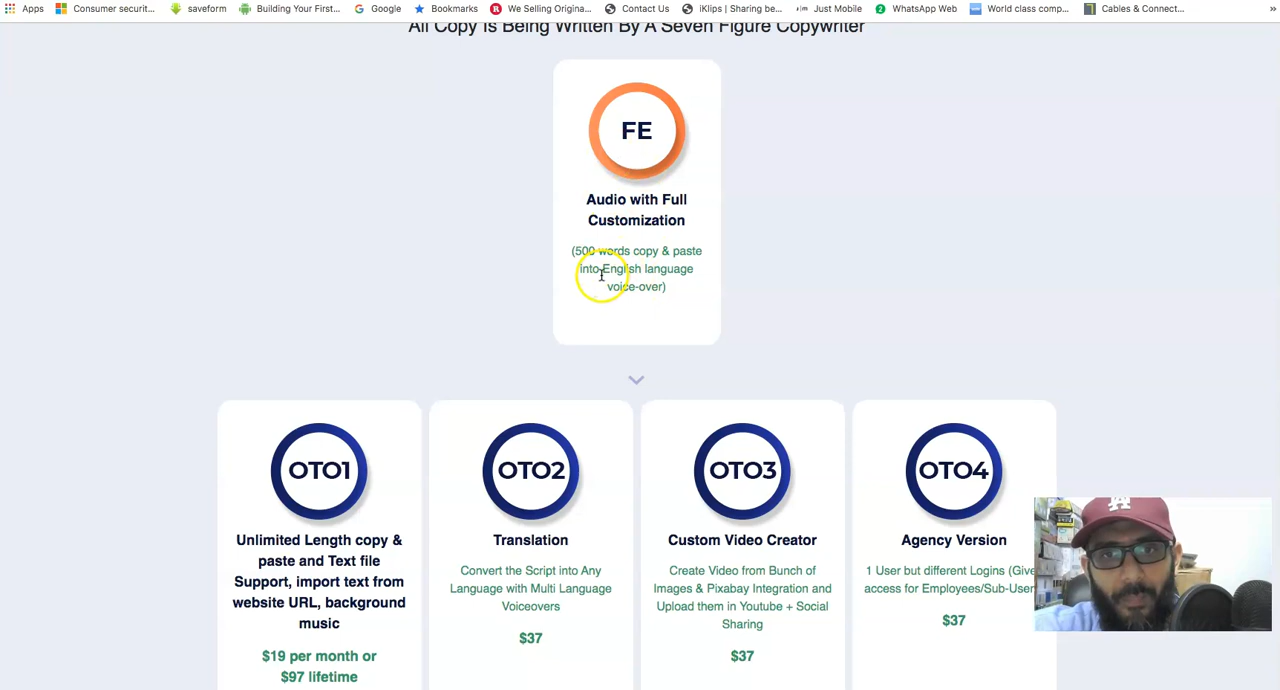 Apps
Consumer securit...
saveform
Building Your First...
Google
Bookmarks
We Selling Origina...
Contact Us
iKlips | Sharing be...
Just Mobile
WhatsApp Web
World class comp...
Cables & Connect...
»
All Copy Is Being Written By A Seven Figure Copywriter
FE
Audio with Full
Customization
(500 words copy & paste
into English language
voice-over)
OTO1
Unlimited Length copy &
paste and Text file
Support, import text from
website URL, background
music
$19 per month or
$97 lifetime
OTO2
Translation
Convert the Script into Any
Language with Multi Language
Voiceovers
$37
OTO3
Custom Video Creator
Create Video from Bunch of
Images & Pixabay Integration and
Upload them in Youtube + Social
Sharing
$37
OTO4
Agency Version
1 User but different Logins (Give
access for Employees/Sub-User
$37